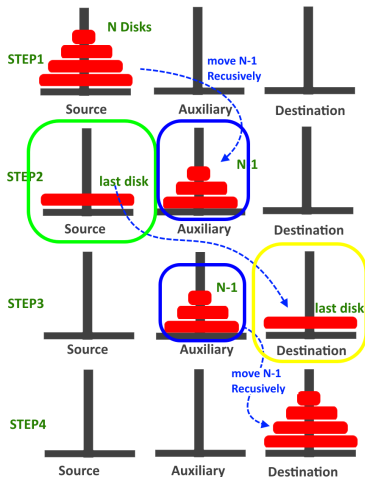 N Disks
STEP1
move N-1
Recusively
Source
Auxiliary
Destination
STEP2
last disk
N-1
Source
Auxiliary
Destination
STEP3
N-1
last disk
Source
Auxiliary
Destination
move N-1
Recusively
STEP4
Source
Auxiliary
Destination